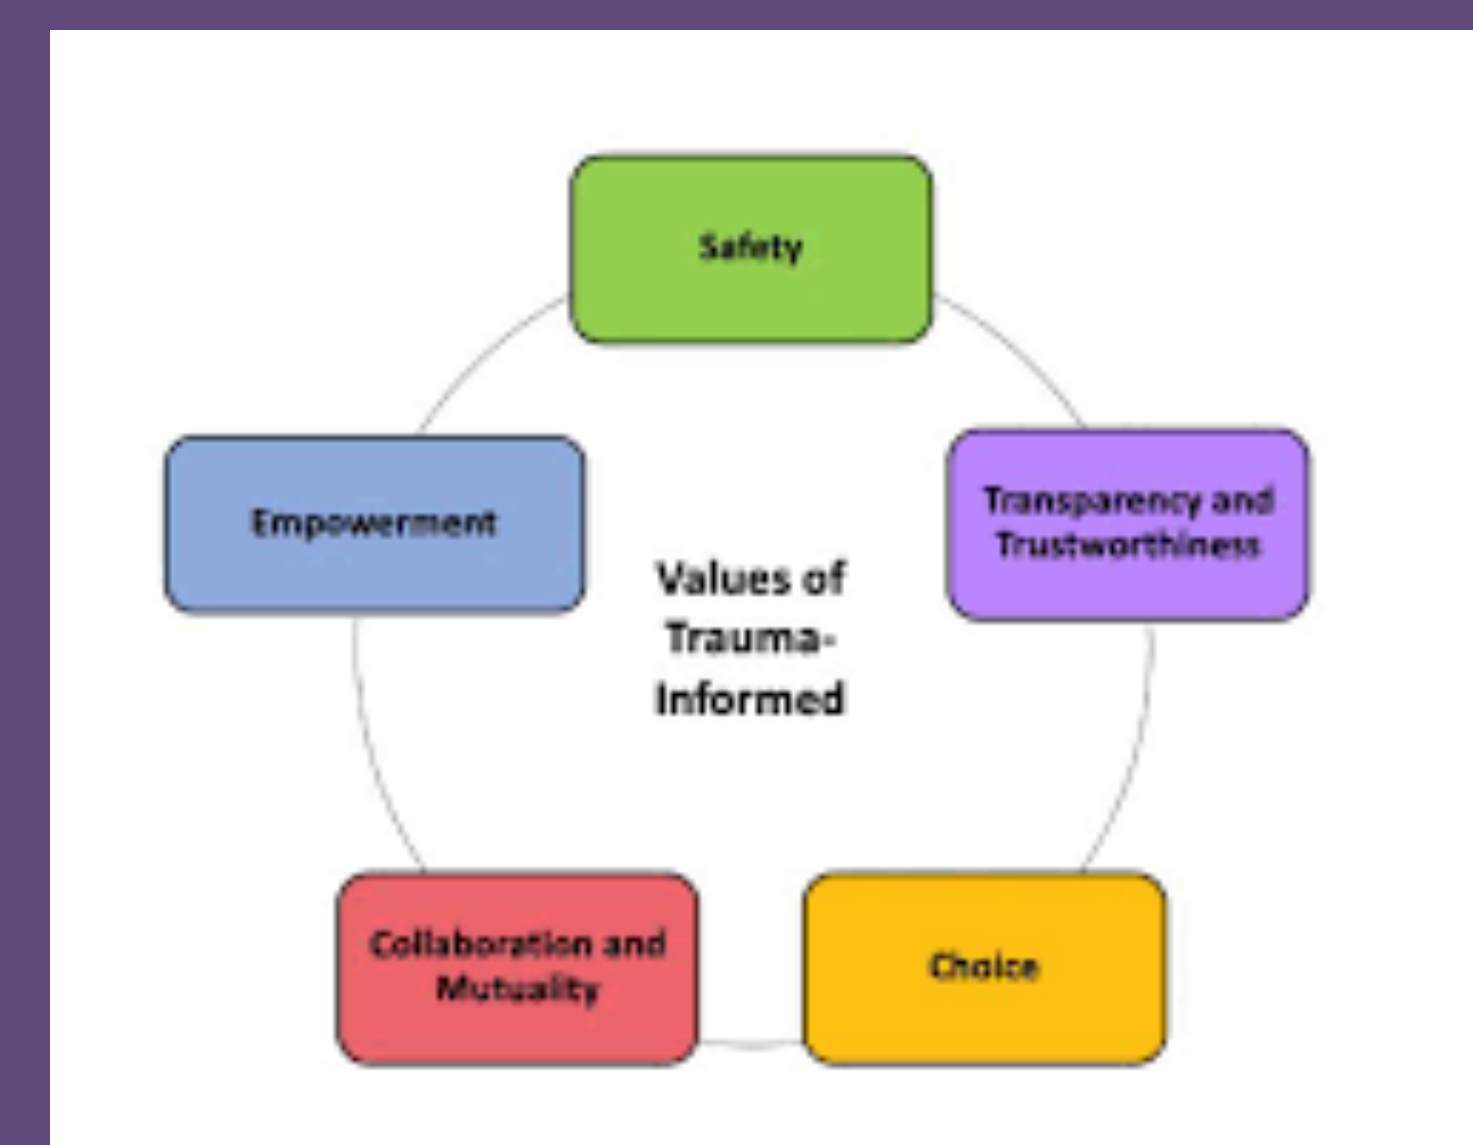 Safety
Empowerment
Transparency and
Trustworthiness
Values of
Trauma-
Informed
Collaboration and
Mutuality
Choice